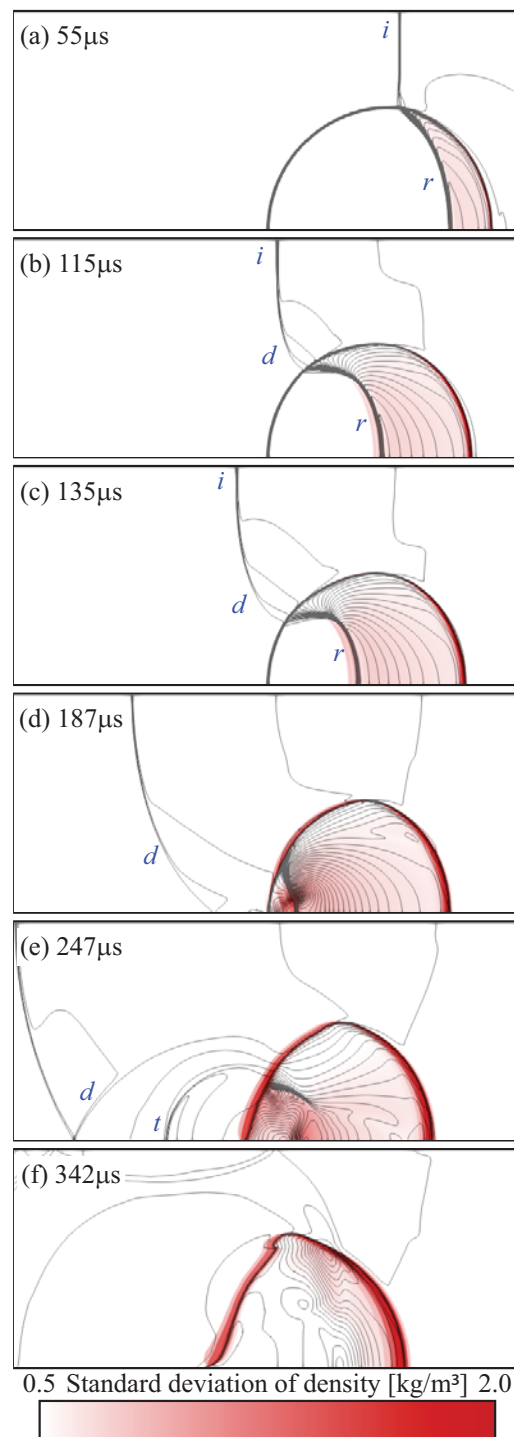 (a) 55μs
i
r
(b) 115μs
i
d
r
(c) 135μs
i
d
r
(d) 187μs
d
(e) 247μs
d
t
(f) 342μs
0.5 Standard deviation of density [kg/m³] 2.0